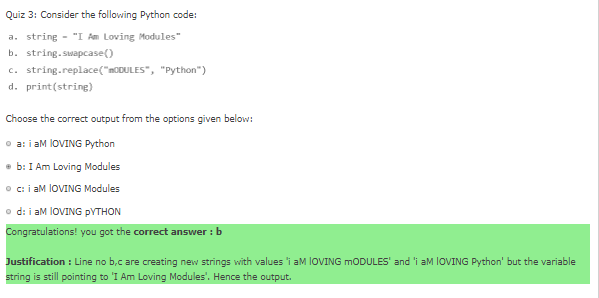 Quiz 3: Consider the following Python code:
a. string = "I Am Loving Modules"
b. string.swapcase()
c. string.replace("mODULES", "Python")
d. print(string)
Choose the correct output from the options given below:
a: i aM lOVING Python
b: I Am Loving Modules
c: i aM lOVING Modules
d: i aM lOVING pYTHON
Congratulations! you got the correct answer : b
Justification : Line no b,c are creating new strings with values 'i aM lOVING mODULES' and 'i aM lOVING Python' but the variable
string is still pointing to 'I Am Loving Modules'. Hence the output.